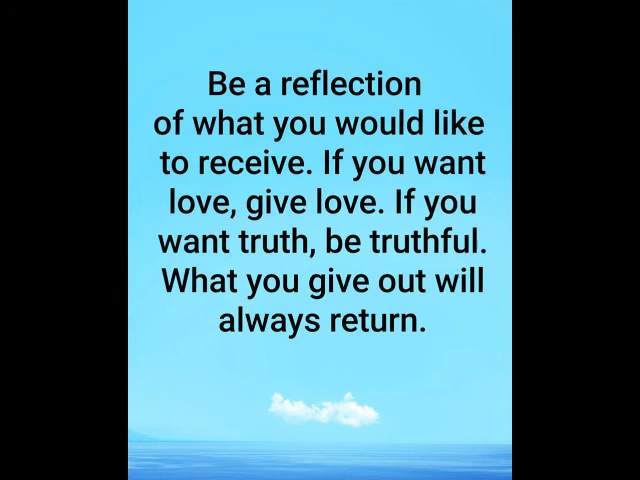 Be a reflection
of what you would like
to receive. If you want
love, give love. If you
want truth, be truthful.
What you give out will
always return.